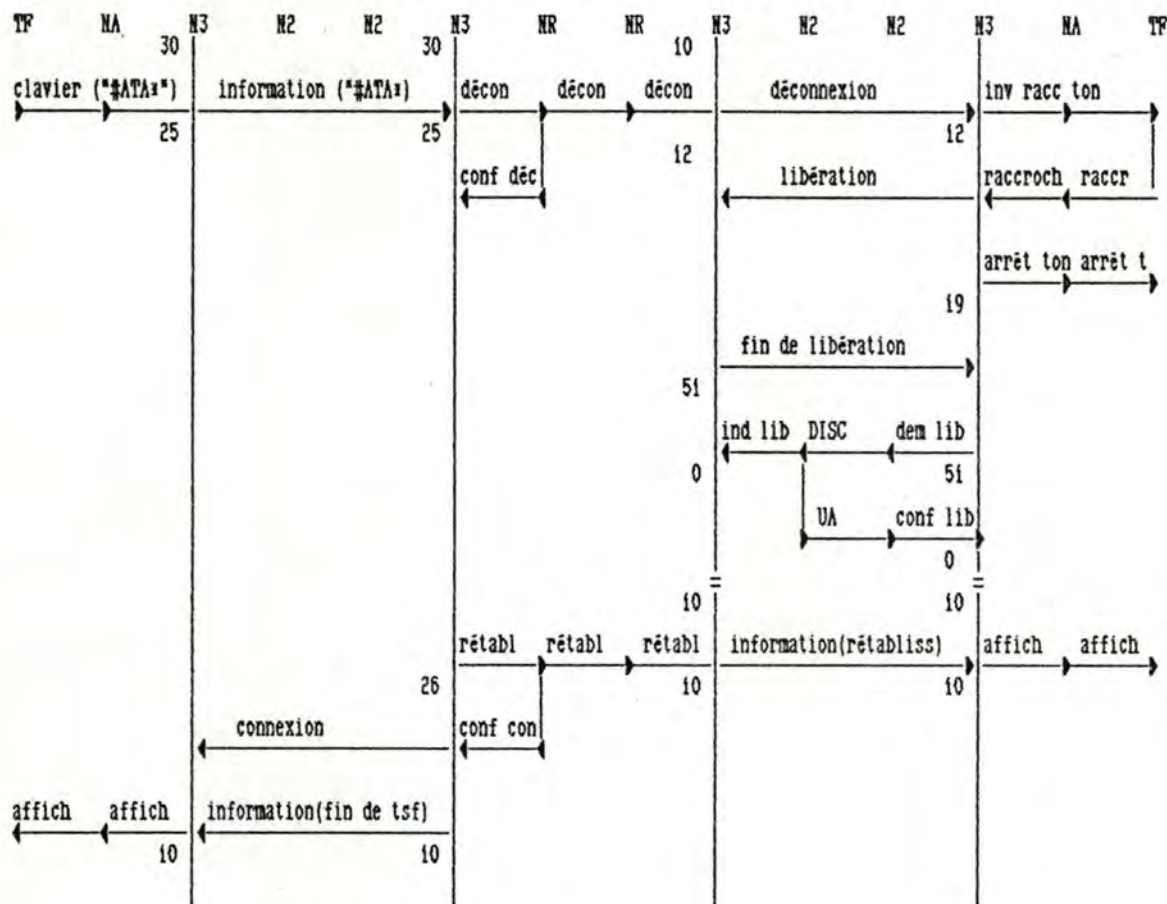 TF NA N3 N2 N2 N3 NR NR N3 N2 N2 N3 NA TF
30 30 10
clavier ("#ATA*") information ("#ATA*) décon décon décon déconnexion inv racc ton
25 25 12
12
conf déc libération raccroch raccr
arrêt ton arrêt t
19
fin de libération
51
ind lib DISC dem lib
0 51
UA conf lib
0
= =
10 10
rétabl rétabl rétabl information(rétabliss) affich affich
26 10 10
connexion conf con
affich affich information(fin de tsf)
10 10